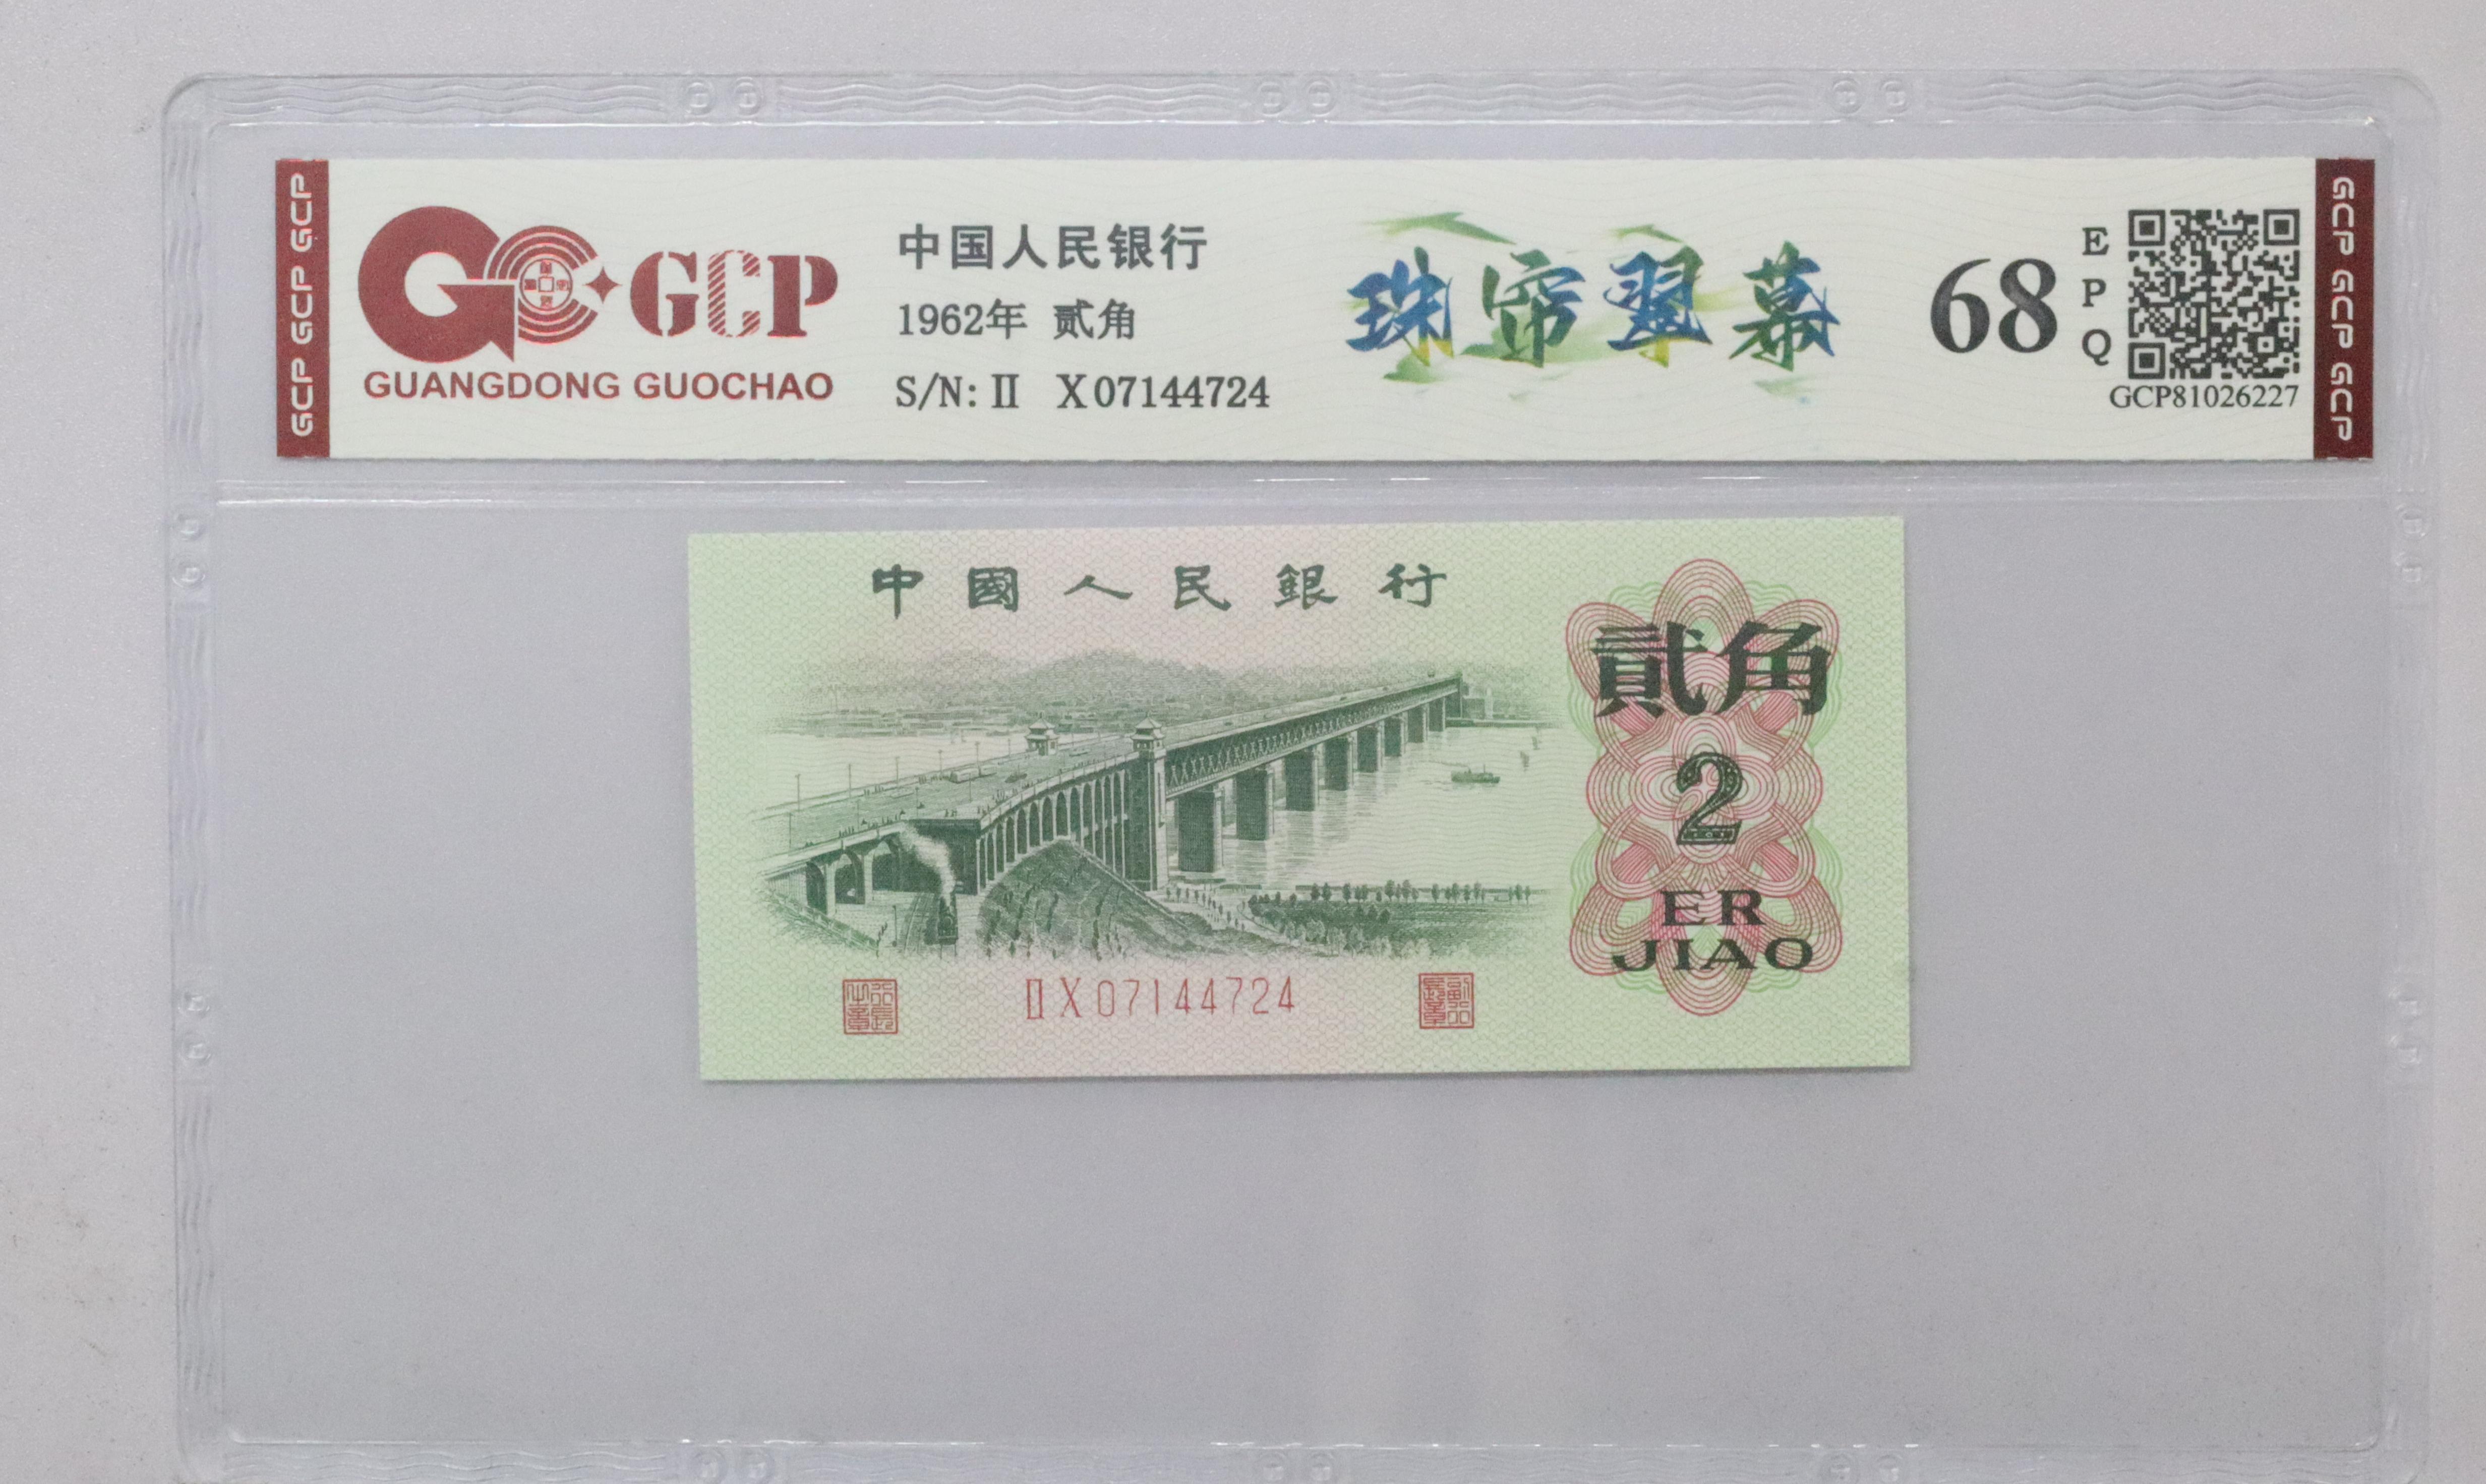 GCP GCP GCP
GCP
GUANGDONG GUOCHAO
中国人民银行
1962年 贰角
S/N: II X07144724
珠帘翠幕
68
EPQ
GCP81026227
GCP GCP GCP
中國人民銀行
貳角
2
ER
JIAO
II X07144724